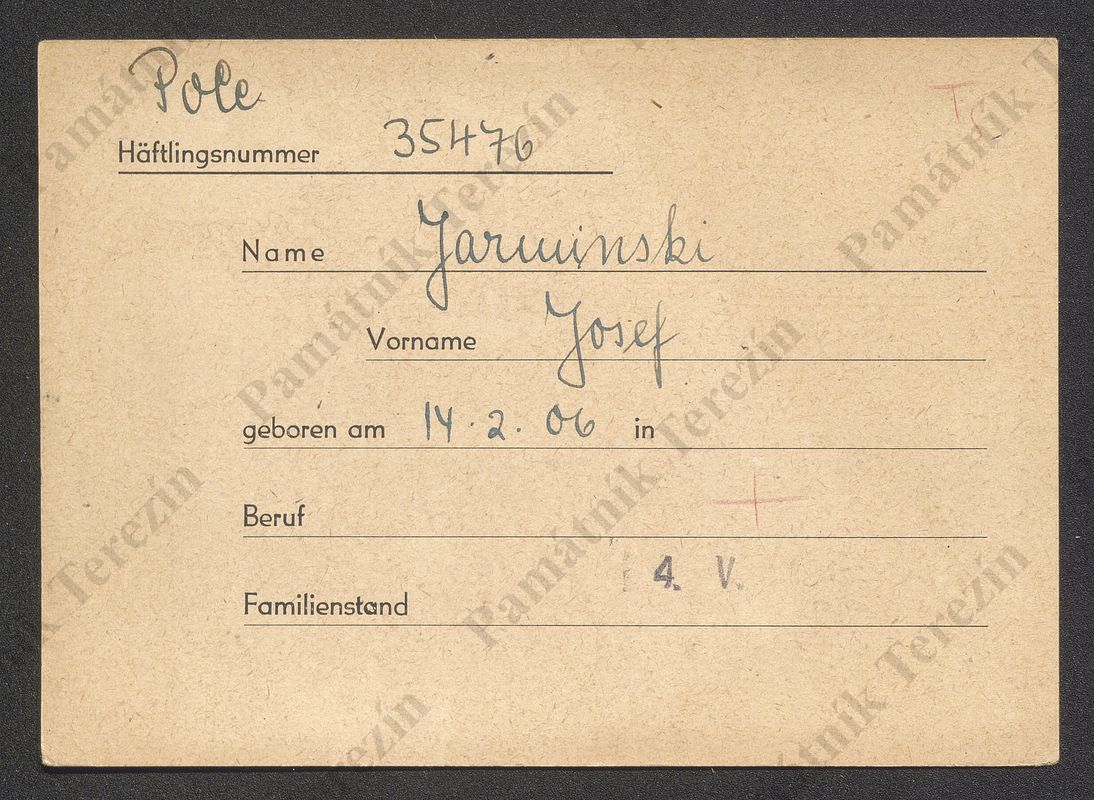 Pole
Häftlingsnummer 35476
Name Jarminski
Vorname Josef
geboren am 14.2.06 in
Beruf
4. V.
Familienstand
Památník Terezín